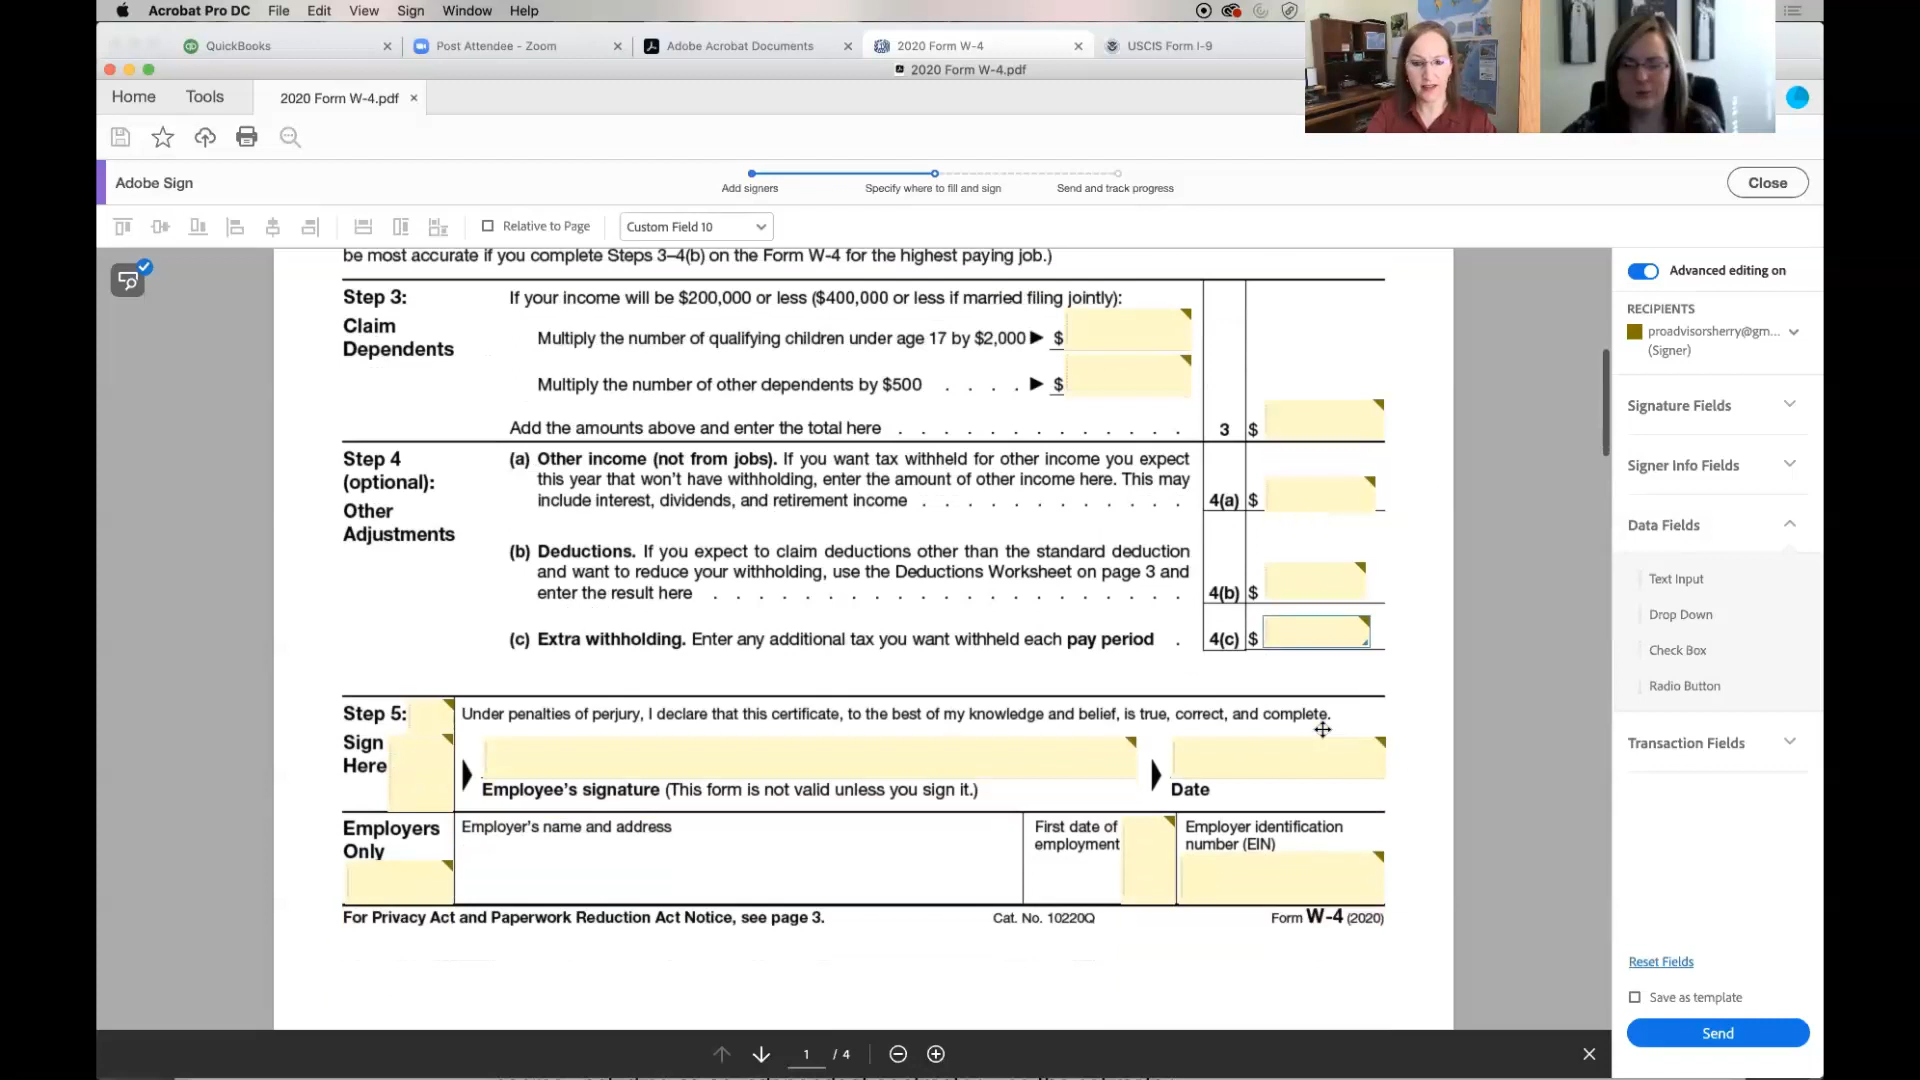 Acrobat Pro DC File Edit View Sign Window Help
QuickBooks Post Attendee - Zoom Adobe Acrobat Documents 2020 Form W-4 USCIS Form I-9
2020 Form W-4.pdf
Home Tools 2020 Form W-4.pdf
Adobe Sign
Add signers Specify where to fill and sign Send and track progress
Close
Relative to Page Custom Field 10
be most accurate if you complete Steps 3–4(b) on the Form W-4 for the highest paying job.)
Step 3:
Claim
Dependents
If your income will be $200,000 or less ($400,000 or less if married filing jointly):
Multiply the number of qualifying children under age 17 by $2,000 ▶ $
Multiply the number of other dependents by $500 . . . . ▶ $
Add the amounts above and enter the total here . . . . . . . . . . . . . 3 $
Step 4
(optional):
Other
Adjustments
(a) Other income (not from jobs). If you want tax withheld for other income you expect
this year that won't have withholding, enter the amount of other income here. This may
include interest, dividends, and retirement income . . . . . . . . . . . . 4(a) $
(b) Deductions. If you expect to claim deductions other than the standard deduction
and want to reduce your withholding, use the Deductions Worksheet on page 3 and
enter the result here . . . . . . . . . . . . . . . . . . 4(b) $
(c) Extra withholding. Enter any additional tax you want withheld each pay period . 4(c) $
Step 5:
Sign
Here
Under penalties of perjury, I declare that this certificate, to the best of my knowledge and belief, is true, correct, and complete.
Employee's signature (This form is not valid unless you sign it.)
Date
Employers
Only
Employer's name and address
First date of
employment
Employer identification
number (EIN)
For Privacy Act and Paperwork Reduction Act Notice, see page 3. Cat. No. 10220Q Form W-4 (2020)
Advanced editing on
RECIPIENTS
proadvisorsherry@gm...
(Signer)
Signature Fields
Signer Info Fields
Data Fields
Text Input
Drop Down
Check Box
Radio Button
Transaction Fields
Reset Fields
Save as template
Send
1 / 4